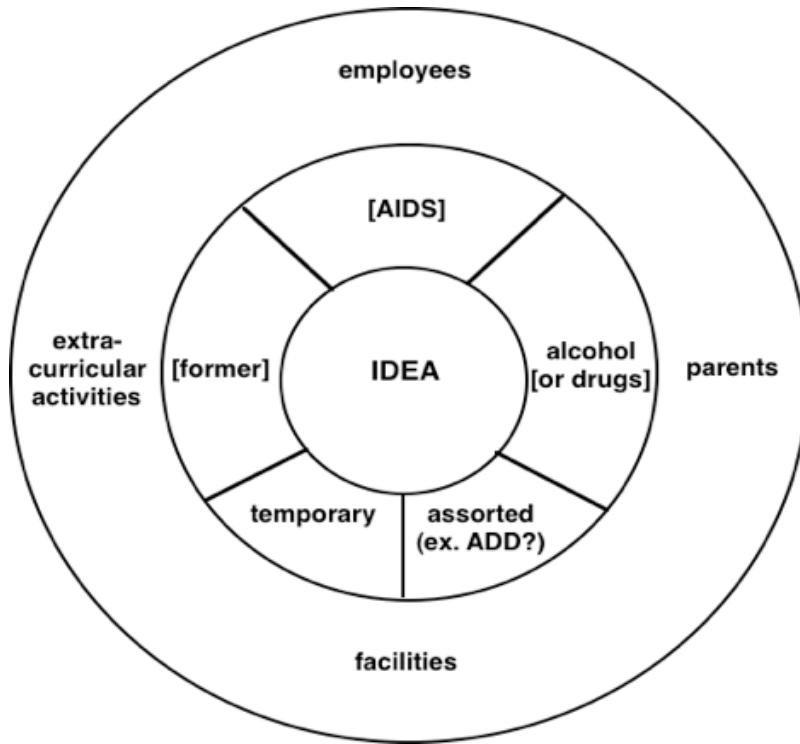 employees
[AIDS]
extra-
curricular
activities
[former]
IDEA
alcohol
[or drugs]
parents
temporary
assorted
(ex. ADD?)
facilities